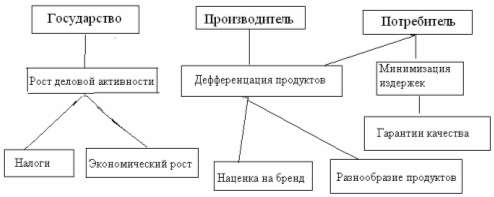 Государство
Производитель
Потребитель
Рост деловой активности
Дефференцация продуктов
Минимизация
издержек
Гарантии качества
Налоги
Экономический рост
Наценка на бренд
Разнообразие продуктов